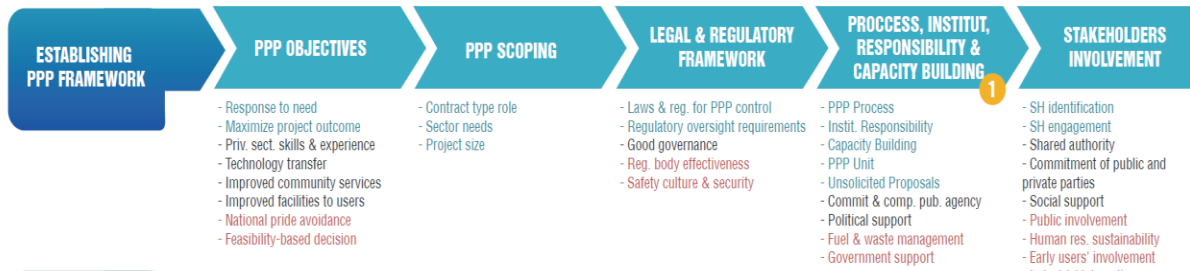 ESTABLISHING
PPP FRAMEWORK
PPP OBJECTIVES
- Response to need
- Maximize project outcome
- Priv. sect. skills & experience
- Technology transfer
- Improved community services
- Improved facilities to users
- National pride avoidance
- Feasibility-based decision
PPP SCOPING
- Contract type role
- Sector needs
- Project size
LEGAL & REGULATORY
FRAMEWORK
- Laws & reg. for PPP control
- Regulatory oversight requirements
- Good governance
- Reg. body effectiveness
- Safety culture & security
PROCCESS, INSTITUT,
RESPONSIBILITY &
CAPACITY BUILDING
1
- PPP Process
- Instit. Responsibility
- Capacity Building
- PPP Unit
- Unsolicited Proposals
- Commit & comp. pub. agency
- Political support
- Fuel & waste management
- Government support
STAKEHOLDERS
INVOLVEMENT
- SH identification
- SH engagement
- Shared authority
- Commitment of public and
private parties
- Social support
- Public involvement
- Human res. sustainability
- Early users' involvement